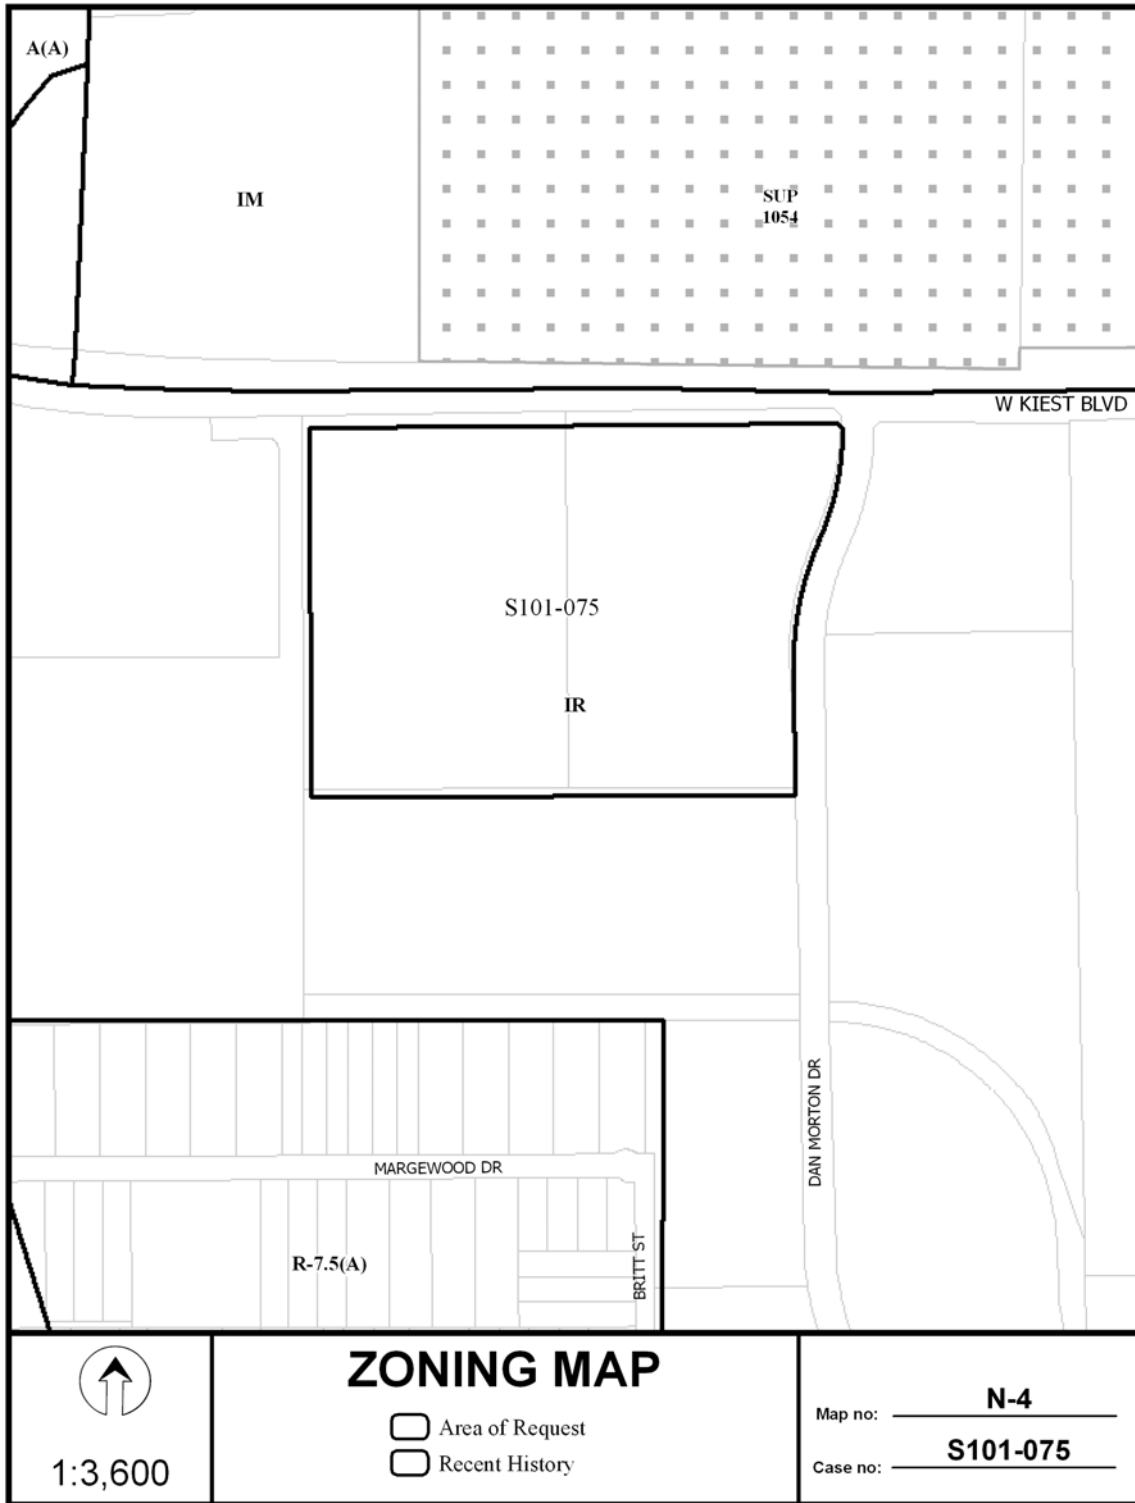 A(A)
IM
SUP
1054
W KIEST BLVD
S101-075
IR
DAN MORTON DR
MARGEWOOD DR
BRITT ST
R-7.5(A)
1:3,600
ZONING MAP
Area of Request
Recent History
Map no: N-4
Case no: S101-075